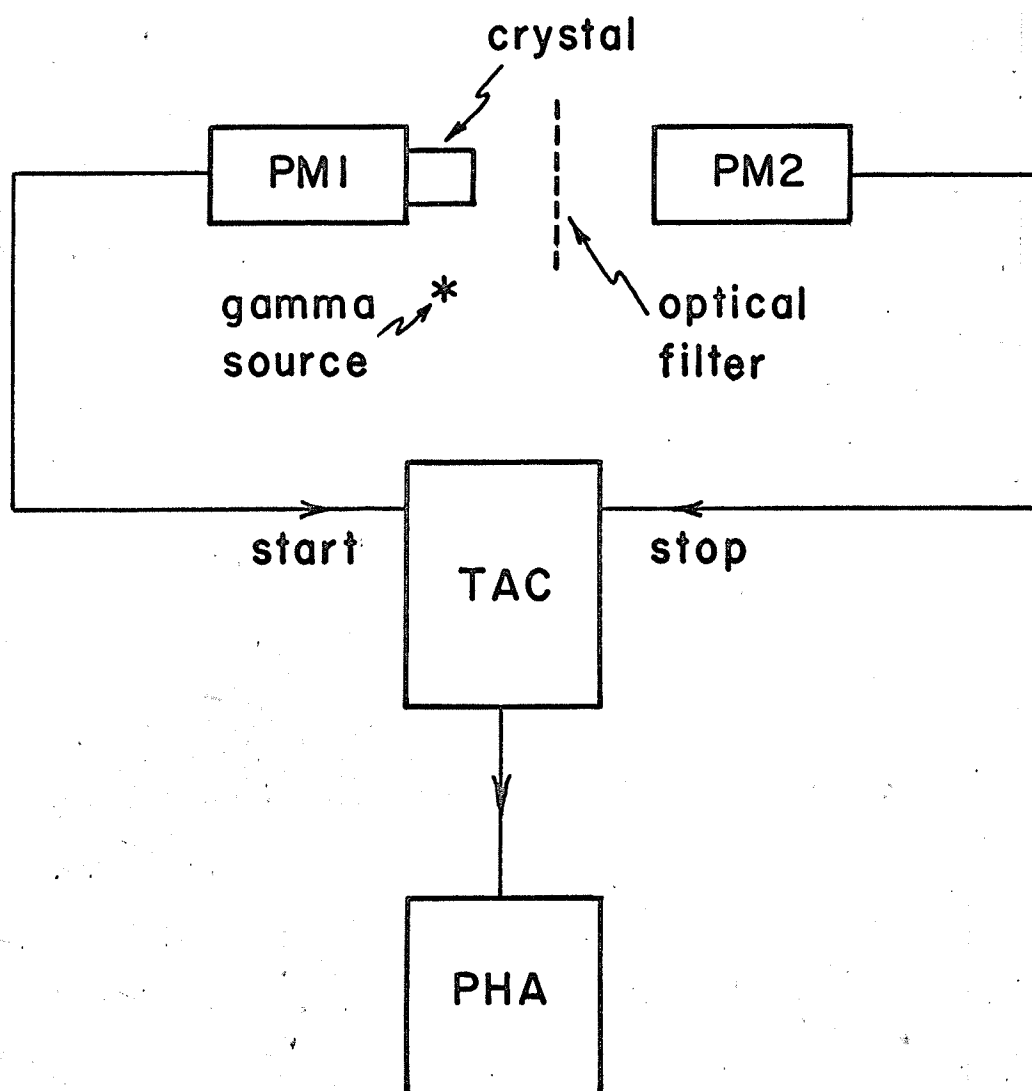 crystal
PM1
PM2
gamma
source
optical
filter
start
stop
TAC
PHA